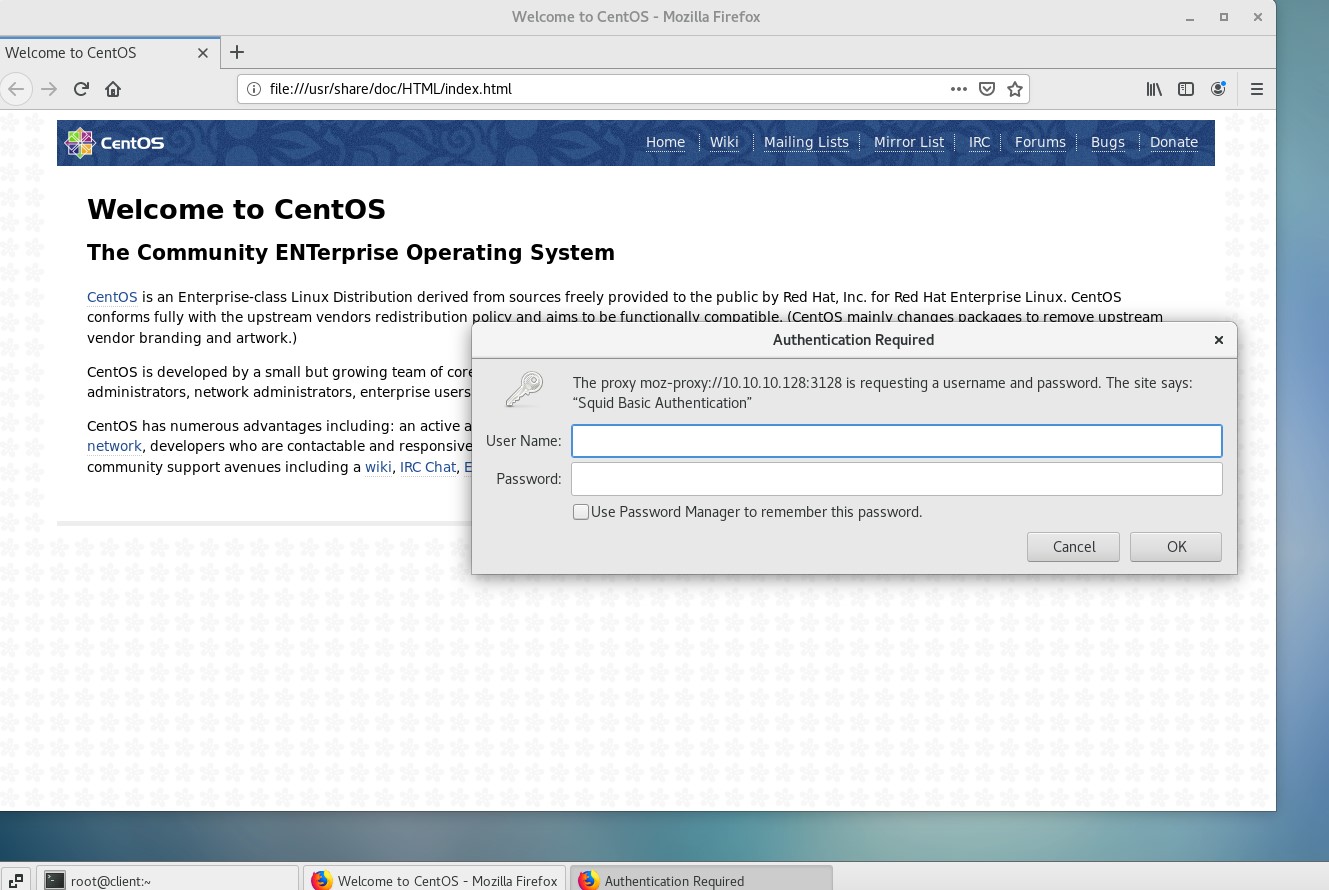 Welcome to CentOS - Mozilla Firefox
Welcome to CentOS
file:///usr/share/doc/HTML/index.html
CentOS
Home Wiki Mailing Lists Mirror List IRC Forums Bugs Donate
Welcome to CentOS
The Community ENTerprise Operating System
CentOS is an Enterprise-class Linux Distribution derived from sources freely provided to the public by Red Hat, Inc. for Red Hat Enterprise Linux. CentOS
conforms fully with the upstream vendors redistribution policy and aims to be functionally compatible. (CentOS mainly changes packages to remove upstream
vendor branding and artwork.)
CentOS is developed by a small but growing team of core
administrators, network administrators, enterprise users
CentOS has numerous advantages including: an active a
network, developers who are contactable and responsive
community support avenues including a wiki, IRC Chat, E
Authentication Required
The proxy moz-proxy://10.10.10.128:3128 is requesting a username and password. The site says:
“Squid Basic Authentication”
User Name:
Password:
Use Password Manager to remember this password.
Cancel OK
root@client:~ Welcome to CentOS - Mozilla Firefox Authentication Required